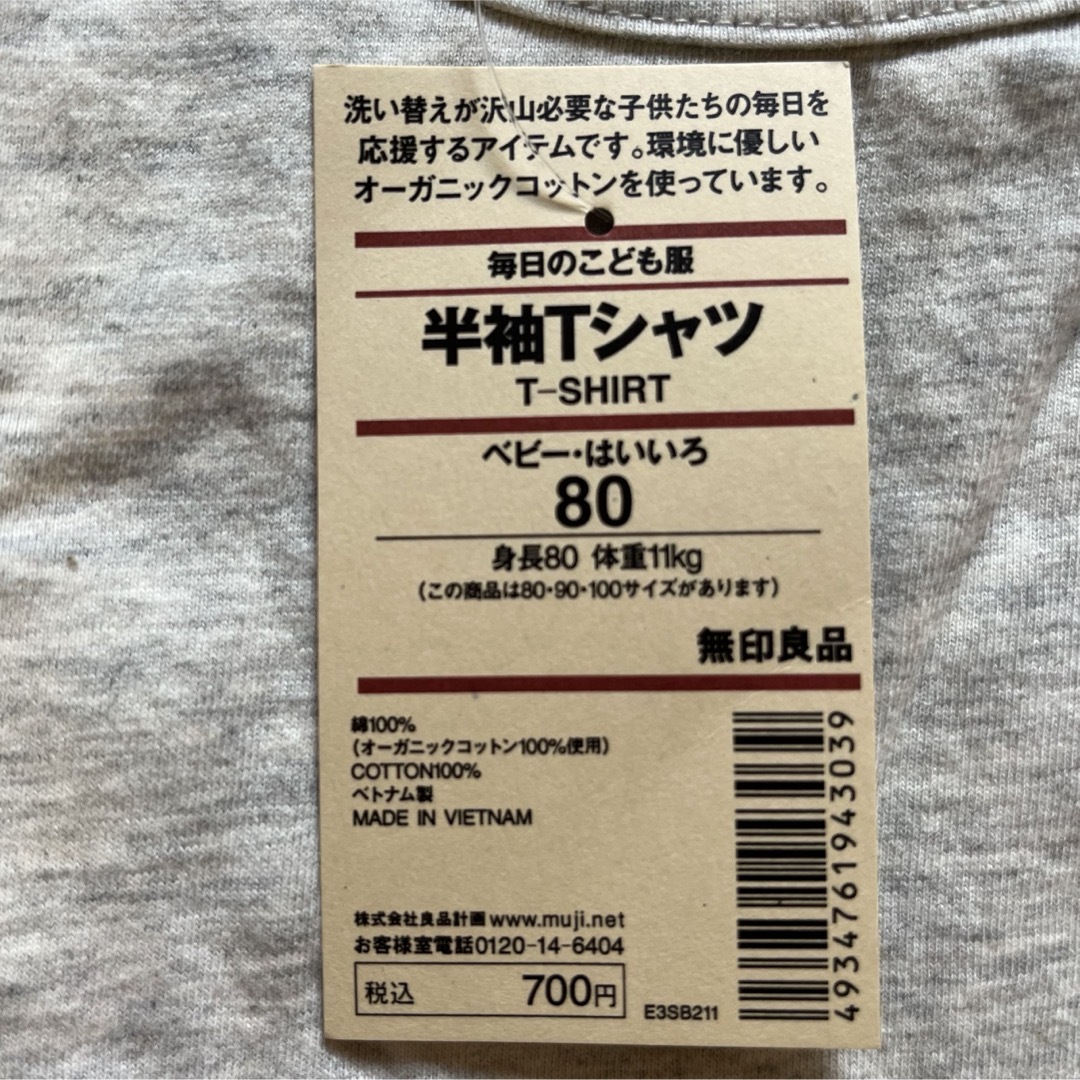 洗い替えが沢山必要な子供たちの毎日を
応援するアイテムです。環境に優しい
オーガニックコットンを使っています。
毎日のこども服
半袖Tシャツ
T-SHIRT
ベビー・はいいろ
80
身長80 体重11kg
(この商品は80・90・100サイズがあります)
無印良品
綿100%
(オーガニックコットン100%使用)
COTTON100%
ベトナム製
MADE IN VIETNAM
株式会社良品計画 www.muji.net
お客様室電話0120-14-6404
税込 700円
E3SB211
4934761943039